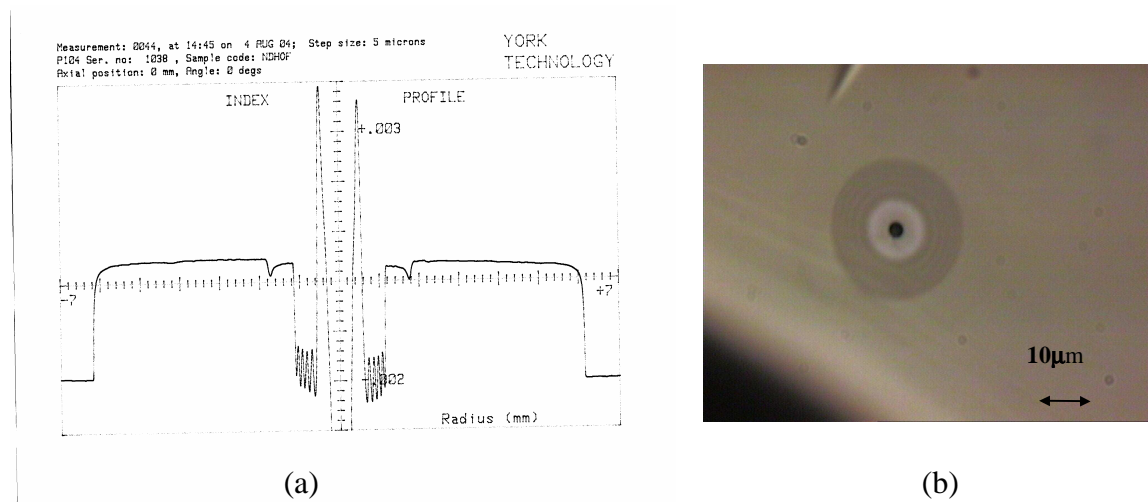 Measurement: 0044, at 14:45 on 4 AUG 04; Step size: 5 microns
P104 Ser. no: 1038 , Sample code: NDHOF
Axial position: 0 mm, Angle: 0 degs
YORK
TECHNOLOGY
INDEX PROFILE
+.003
-7
+7
-.002
Radius (mm)
10μm
(a)
(b)